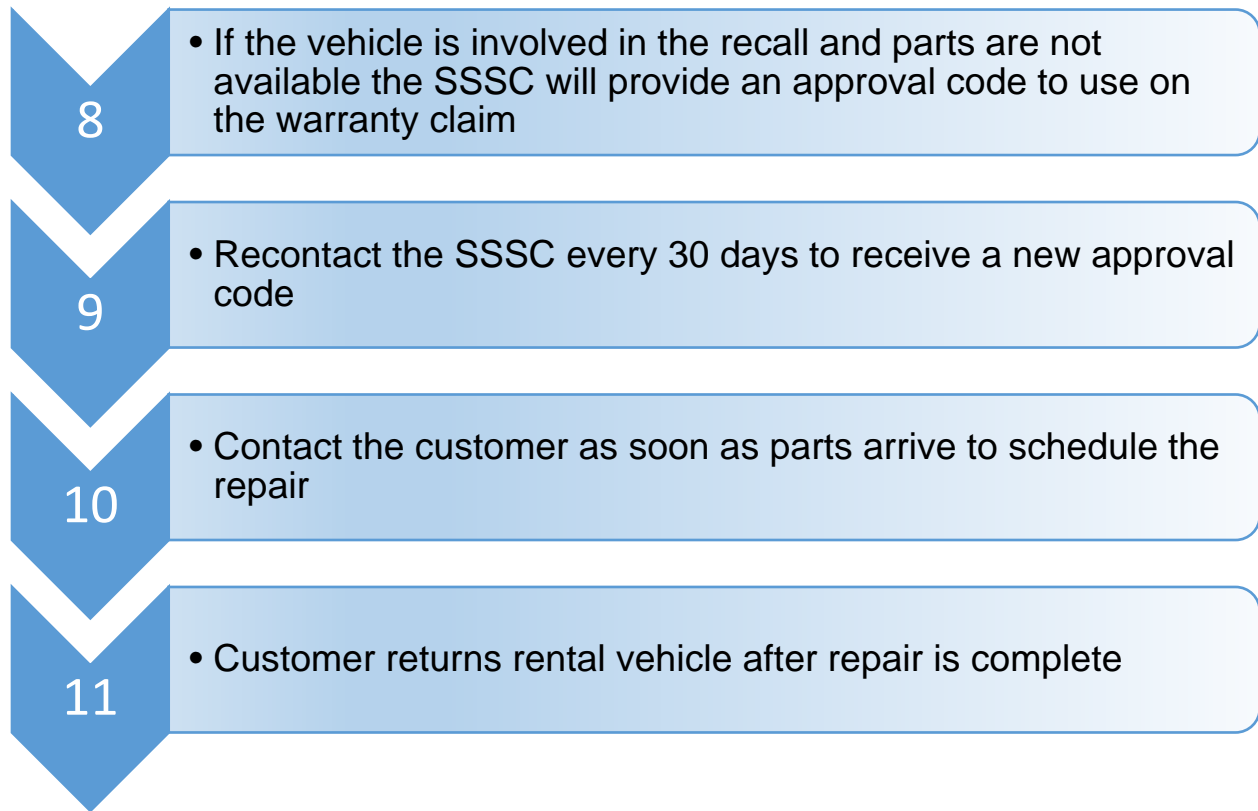 8
• If the vehicle is involved in the recall and parts are not
available the SSSC will provide an approval code to use on
the warranty claim
9
• Recontact the SSSC every 30 days to receive a new approval
code
10
• Contact the customer as soon as parts arrive to schedule the
repair
11
• Customer returns rental vehicle after repair is complete